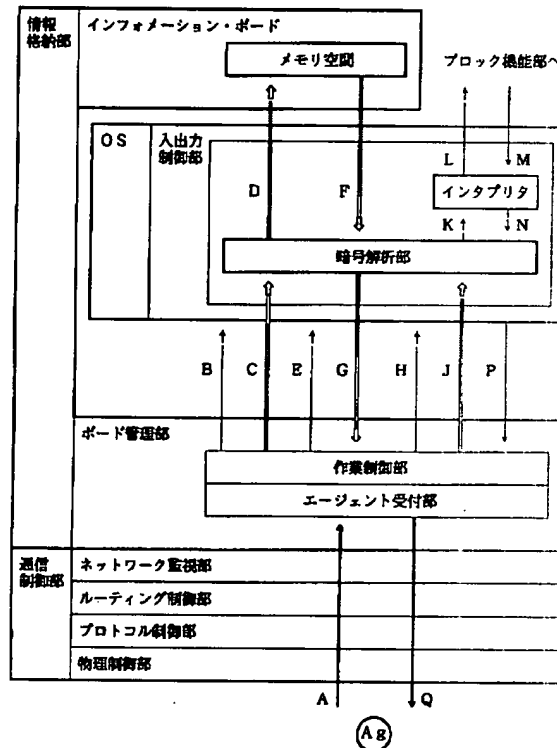 情報
格納部
インフォメーション・ボード
メモリ空間
ブロック機能部へ
OS
入出力
制御部
L
M
D
F
インタプリタ
K
N
暗号解析部
B
C
E
G
H
J
P
ボード管理部
作業制御部
エージェント受付部
通信
制御部
ネットワーク監視部
ルーティング制御部
プロトコル制御部
物理制御部
A
Q
Ag